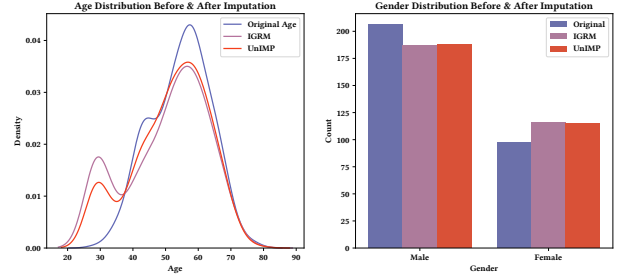 Age Distribution Before & After Imputation
Original Age
IGRM
UnIMP
0.04
0.03
0.02
0.01
0.00
Density
20 30 40 50 60 70 80 90
Age
Gender Distribution Before & After Imputation
Original
IGRM
UnIMP
200
175
150
125
100
75
50
25
0
Count
Male Female
Gender